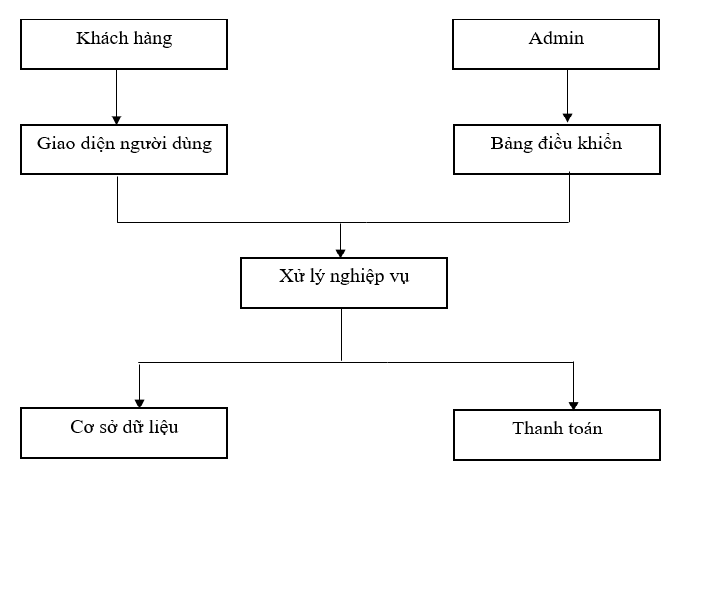 Khách hàng
Admin
Giao diện người dùng
Bảng điều khiển
Xử lý nghiệp vụ
Cơ sở dữ liệu
Thanh toán